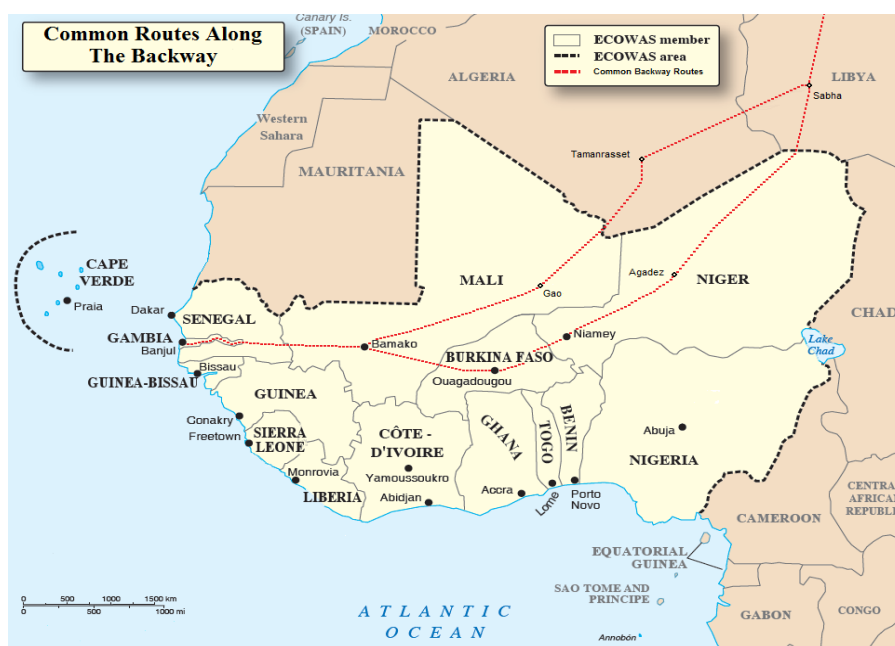 Common Routes Along
The Backway
Canary Is.
(SPAIN)
MOROCCO
ECOWAS member
ECOWAS area
Common Backway Routes
ALGERIA
LIBYA
Sabha
Western
Sahara
Tamanrasset
MAURITANIA
CAPE
VERDE
Praia
MALI
Gao
Agadez
NIGER
CHAD
Dakar
SENEGAL
GAMBIA
Banjul
Bamako
Niamey
Lake
Chad
BURKINA FASO
Ouagadougou
Bissau
GUINEA-BISSAU
GUINEA
Conakry
Freetown
SIERRA
LEONE
CÔTE -
D'IVOIRE
Yamoussoukro
Abidjan
GHANA
TOGO
BENIN
Abuja
NIGERIA
Monrovia
LIBERIA
Accra
Lome
Porto
Novo
CENTRAL
AFRICAN
REPUBLIC
CAMEROON
EQUATORIAL
GUINEA
SAO TOME AND
PRINCIPE
GABON
CONGO
Annobón
0 500 1000 1500 km
0 500 1000 mi
ATLANTIC
OCEAN